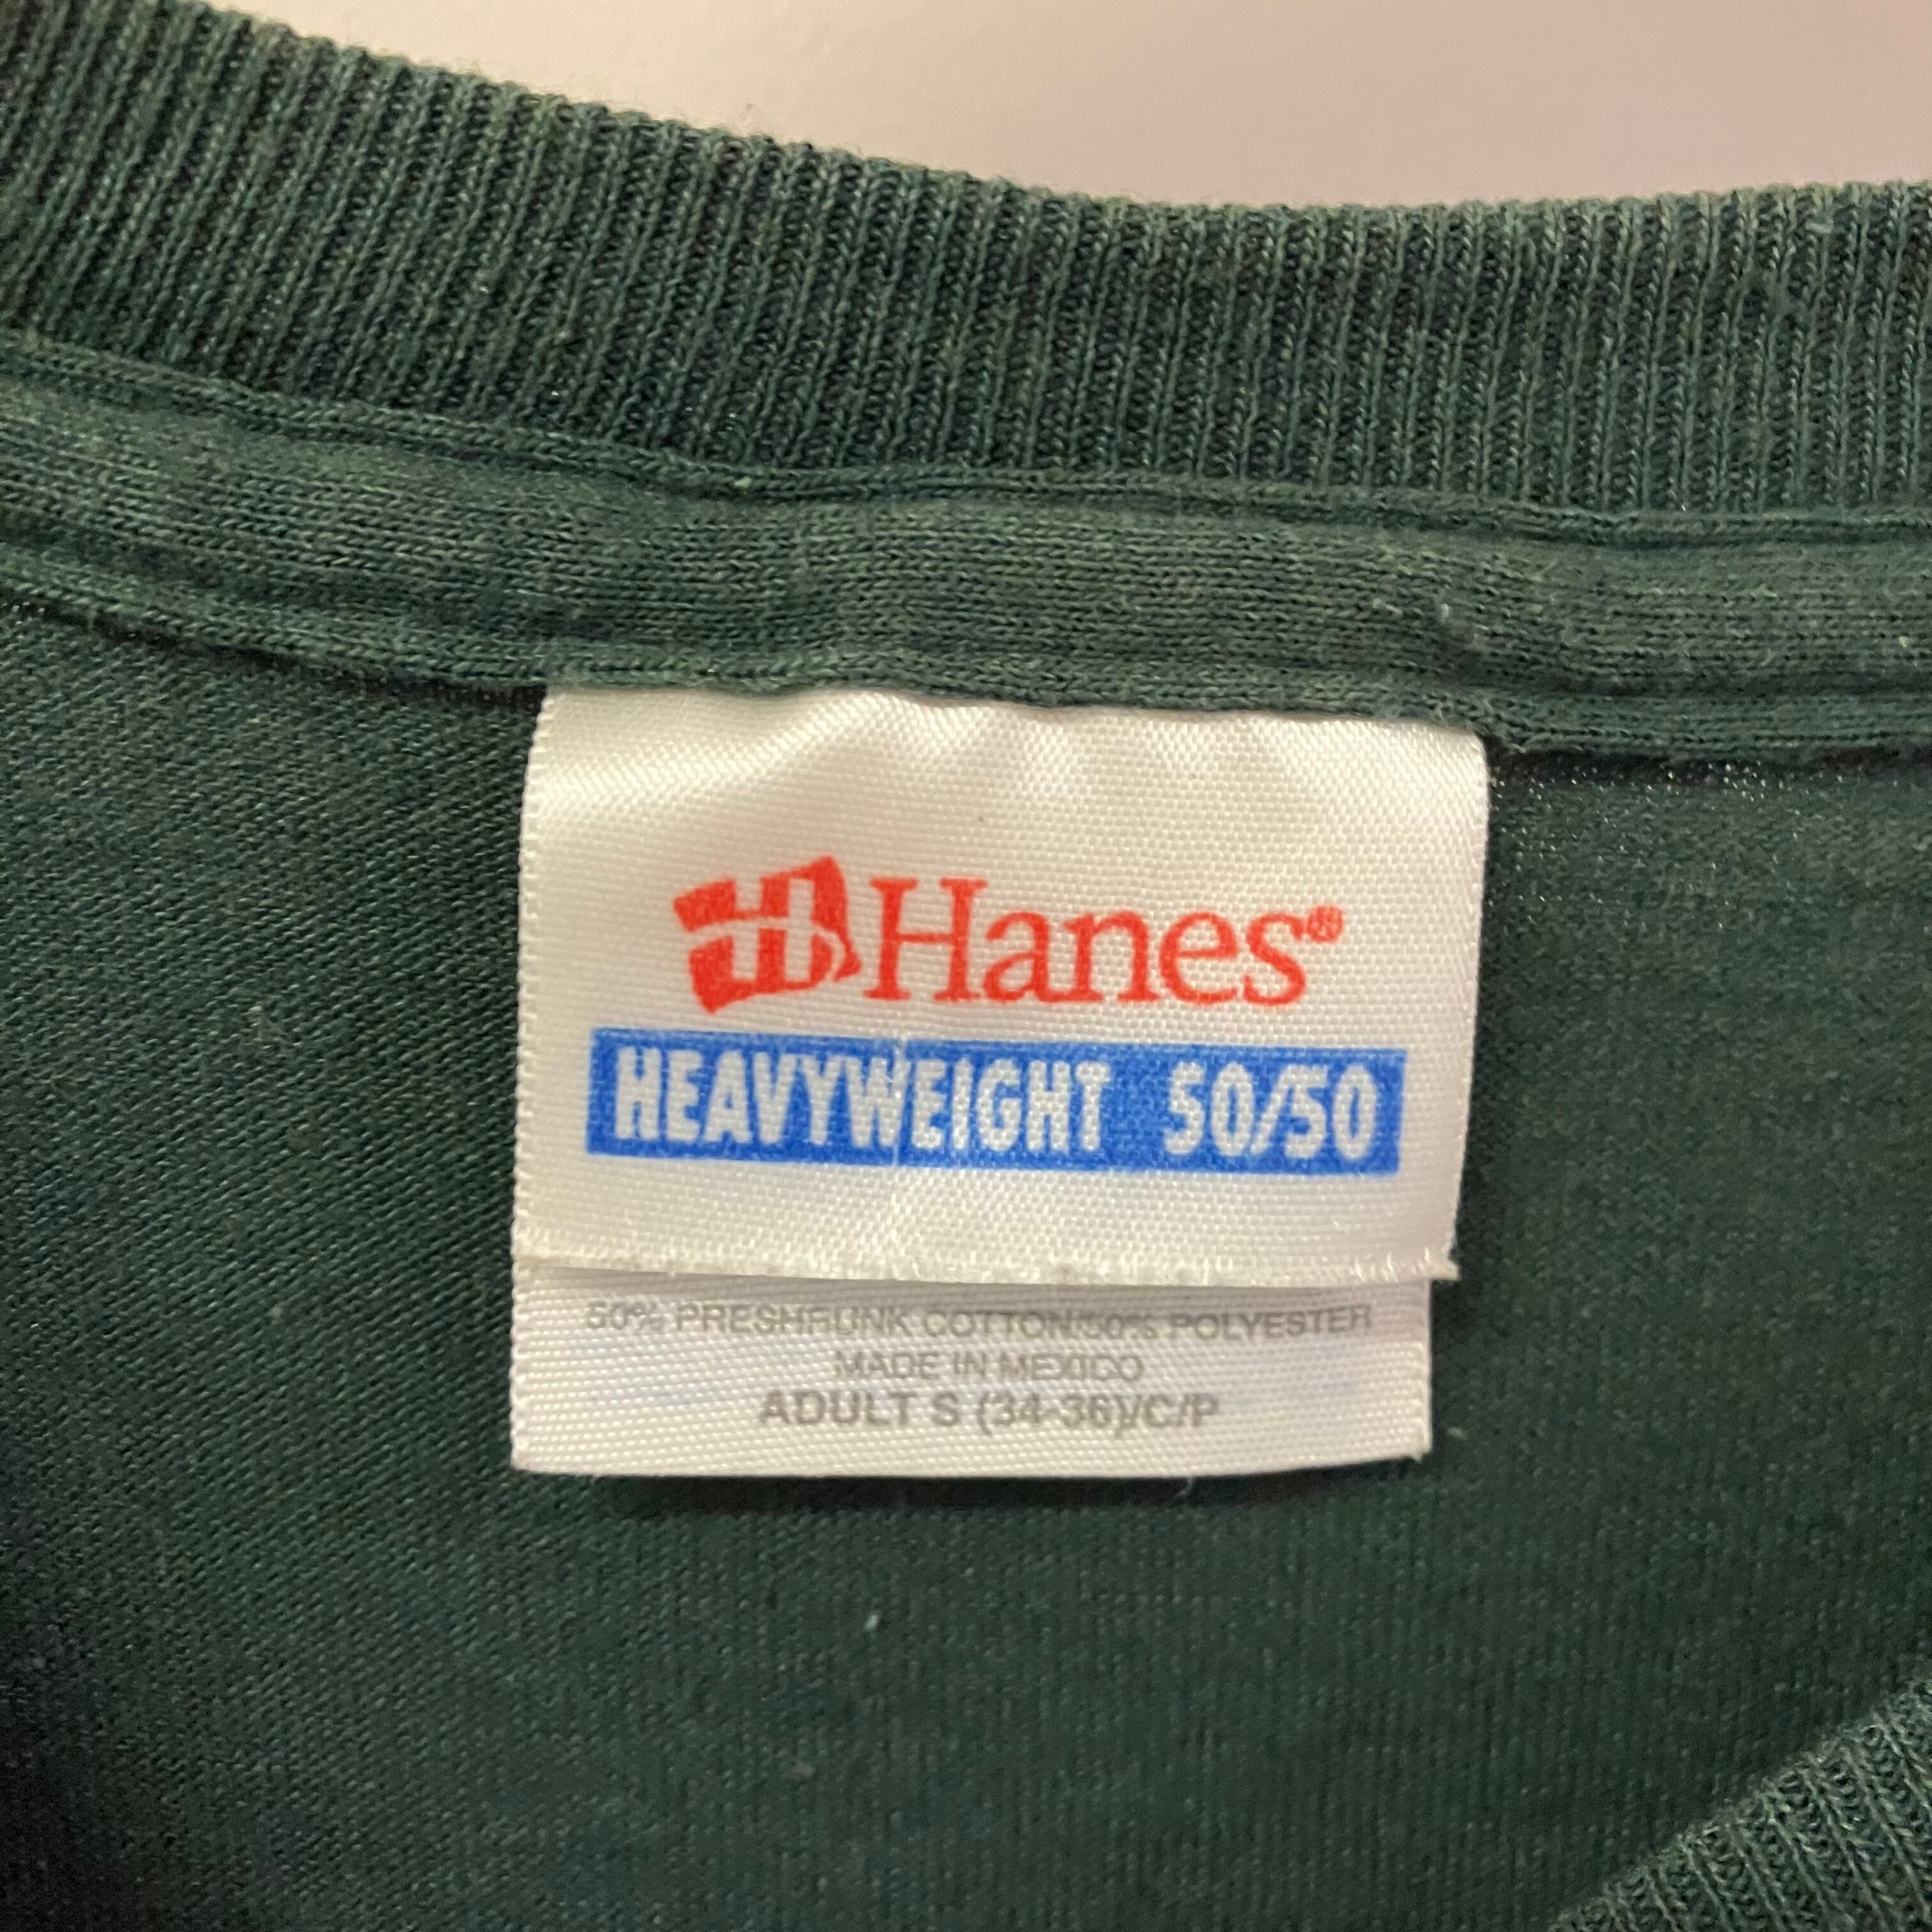 H Hanes®
HEAVYWEIGHT 50/50
50% PRESHRUNK COTTON/50% POLYESTER
MADE IN MEXICO
ADULT S (34-36)/C/P